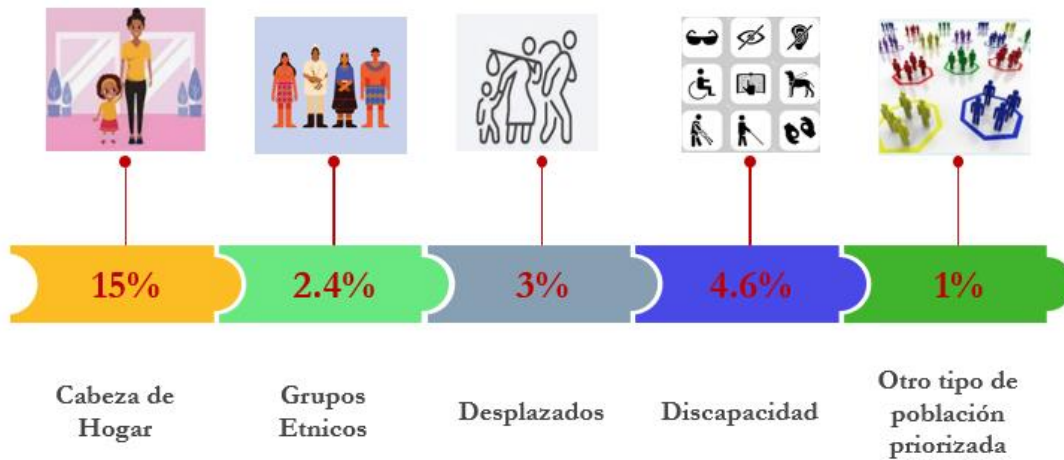 15%
2.4%
3%
4.6%
1%
Cabeza de
Hogar
Grupos
Etnicos
Desplazados
Discapacidad
Otro tipo de
población
priorizada